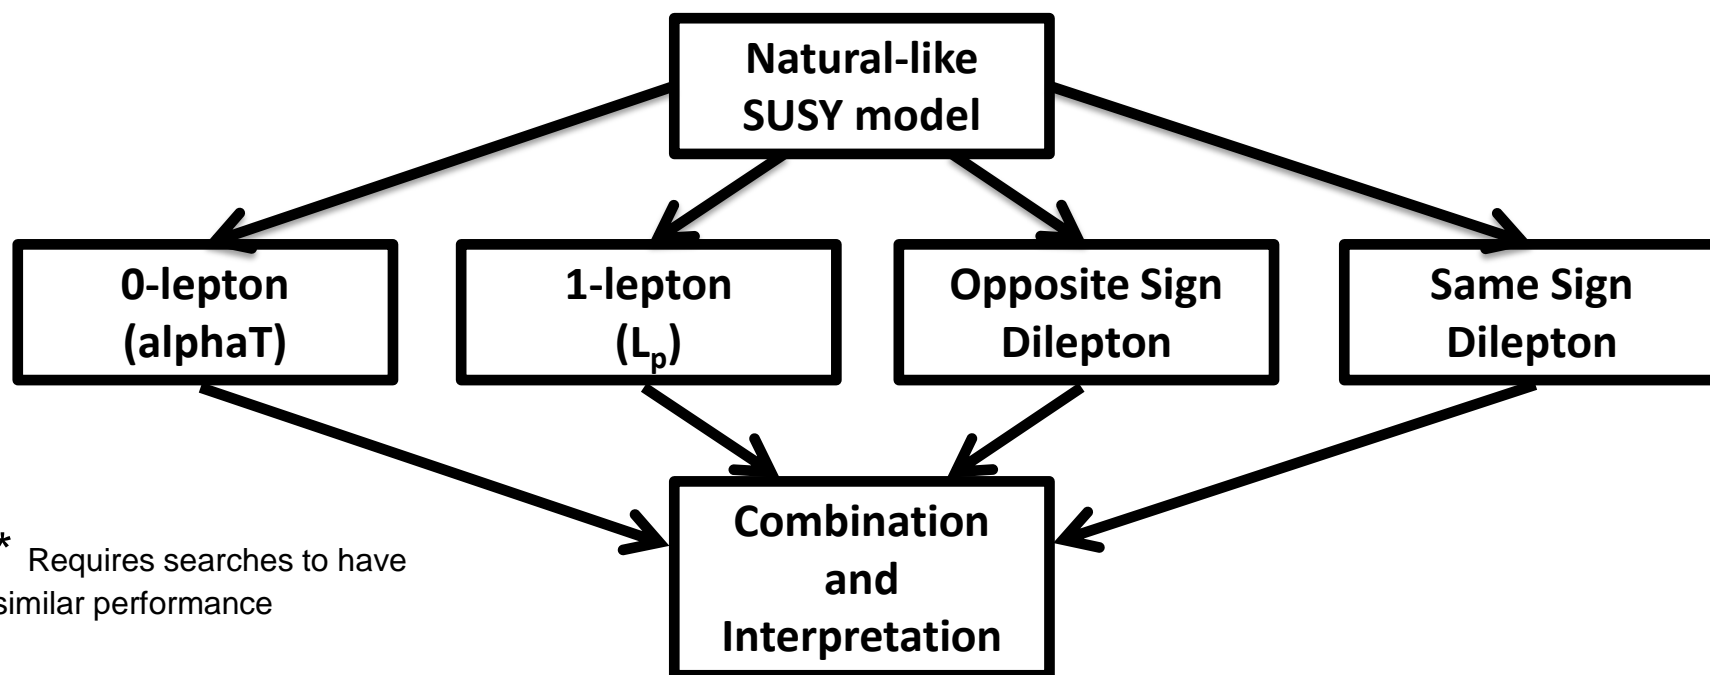 Natural-like
SUSY model
0-lepton
(alphaT)
1-lepton
(Lₚ)
Opposite Sign
Dilepton
Same Sign
Dilepton
Combination
and
Interpretation
* Requires searches to have
similar performance